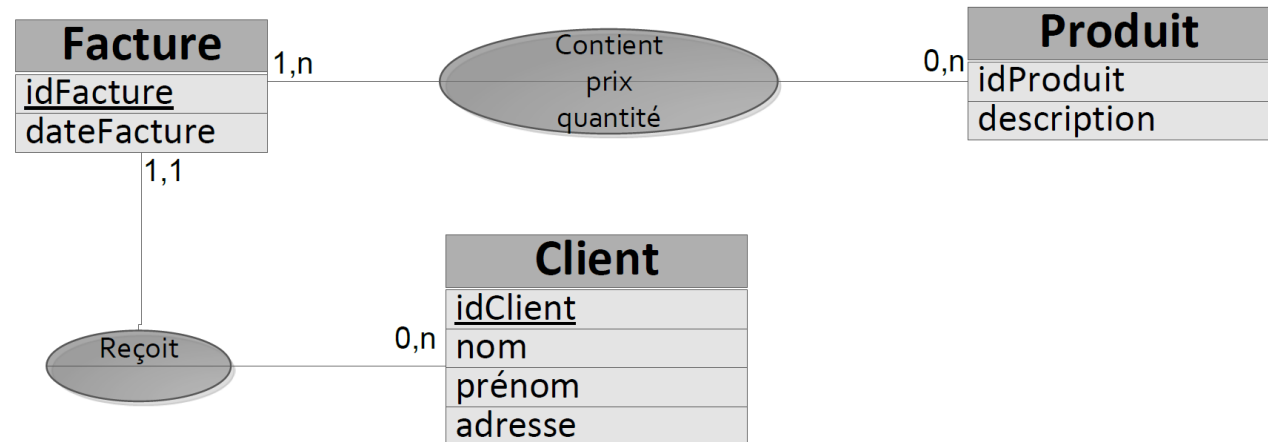 Facture
idFacture
dateFacture
1,n
Contient
prix
quantité
0,n
Produit
idProduit
description
1,1
Reçoit
0,n
Client
idClient
nom
prénom
adresse